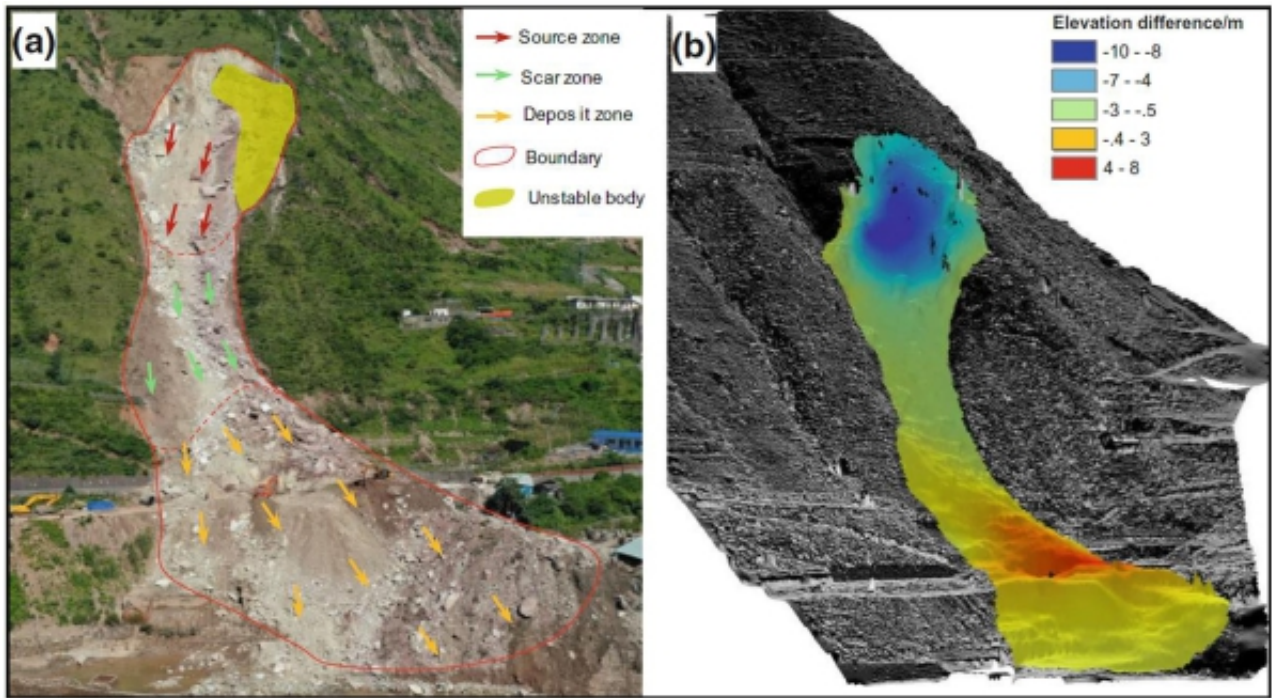 (a)
Source zone
Scar zone
Depos it zone
Boundary
Unstable body
(b)
Elevation difference/m
-10 - -8
-7 - -4
-3 - -.5
-.4 - 3
4 - 8